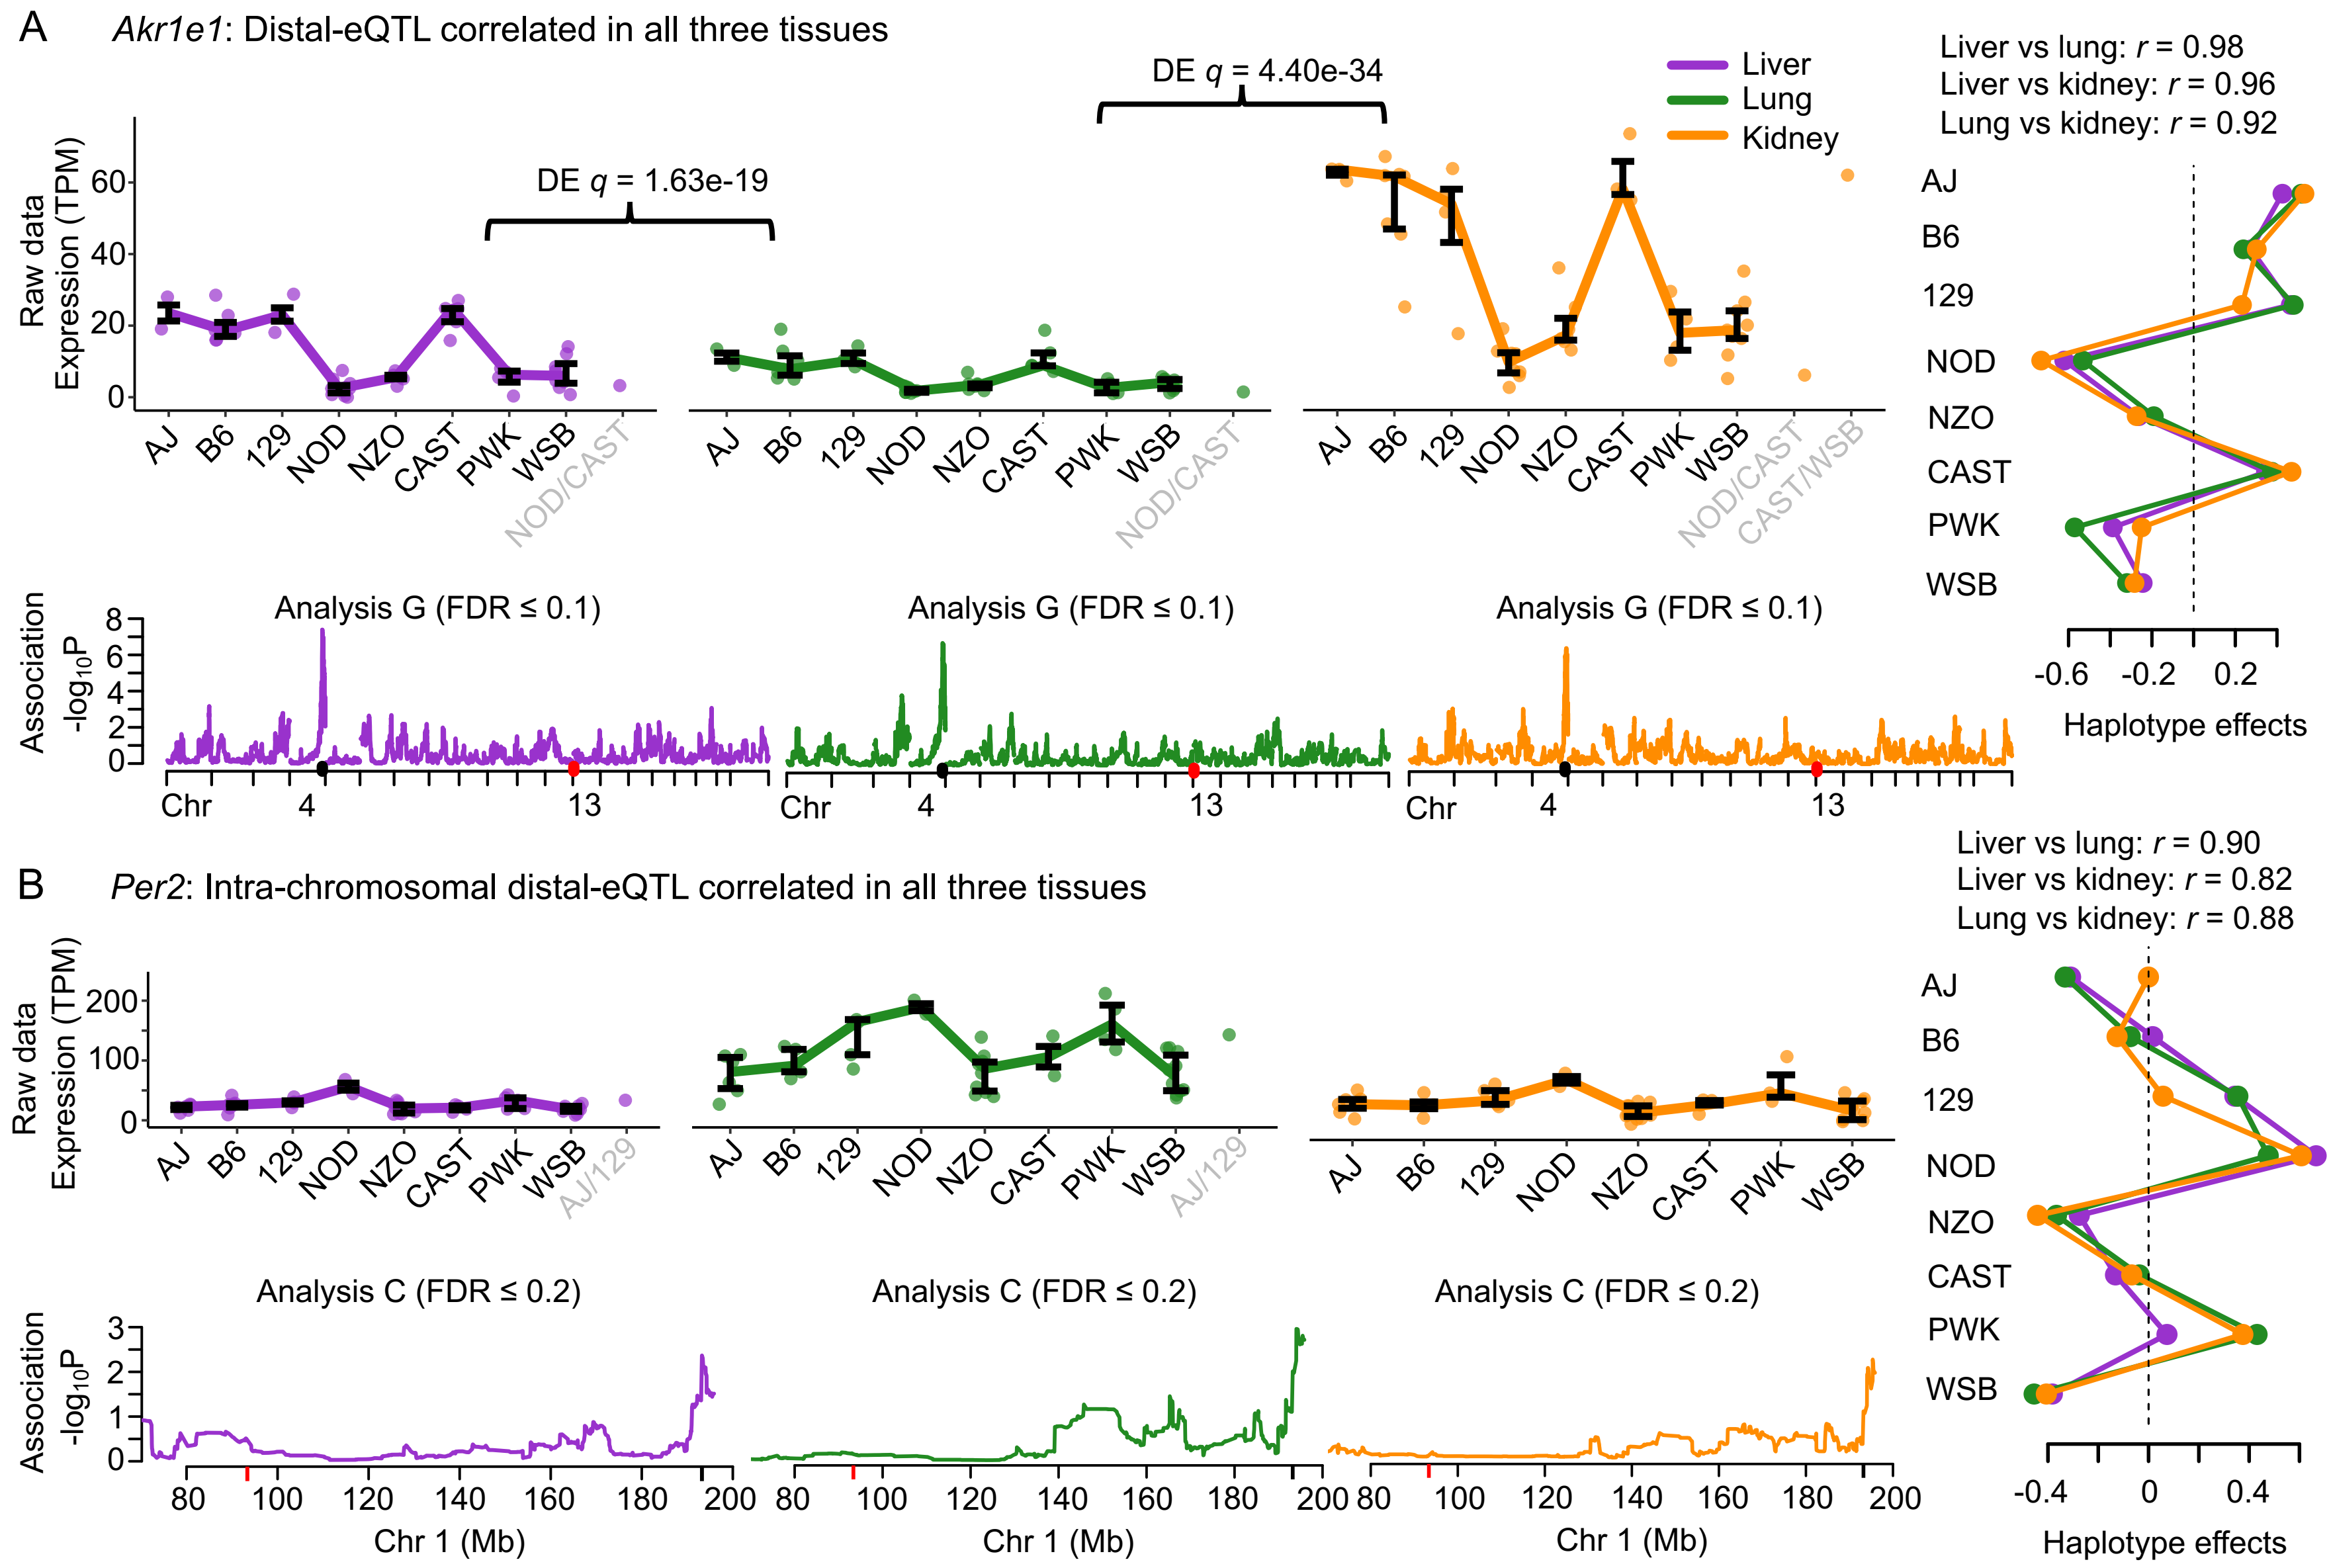 A
Akr1e1: Distal-eQTL correlated in all three tissues
DE q = 1.63e-19
DE q = 4.40e-34
Liver
Lung
Kidney
Liver vs lung: r = 0.98
Liver vs kidney: r = 0.96
Lung vs kidney: r = 0.92
Raw data
Expression (TPM)
60
40
20
0
AJ B6 129 NOD NZO CAST PWK WSB NOD/CAST
AJ B6 129 NOD NZO CAST PWK WSB NOD/CAST
AJ B6 129 NOD NZO CAST PWK WSB NOD/CAST CAST/WSB
AJ
B6
129
NOD
NZO
CAST
PWK
WSB
-0.6 -0.2 0.2
Haplotype effects
Analysis G (FDR ≤ 0.1)
Analysis G (FDR ≤ 0.1)
Analysis G (FDR ≤ 0.1)
Association
-log10P
8
6
4
2
0
Chr 4 13
Chr 4 13
Chr 4 13
B
Per2: Intra-chromosomal distal-eQTL correlated in all three tissues
Liver vs lung: r = 0.90
Liver vs kidney: r = 0.82
Lung vs kidney: r = 0.88
Raw data
Expression (TPM)
200
100
0
AJ B6 129 NOD NZO CAST PWK WSB AJ/129
AJ B6 129 NOD NZO CAST PWK WSB AJ/129
AJ B6 129 NOD NZO CAST PWK WSB
AJ
B6
129
NOD
NZO
CAST
PWK
WSB
-0.4 0 0.4
Haplotype effects
Analysis C (FDR ≤ 0.2)
Analysis C (FDR ≤ 0.2)
Analysis C (FDR ≤ 0.2)
Association
-log10P
3
2
1
0
80 100 120 140 160 180 200
Chr 1 (Mb)
80 100 120 140 160 180 200
Chr 1 (Mb)
80 100 120 140 160 180 200
Chr 1 (Mb)